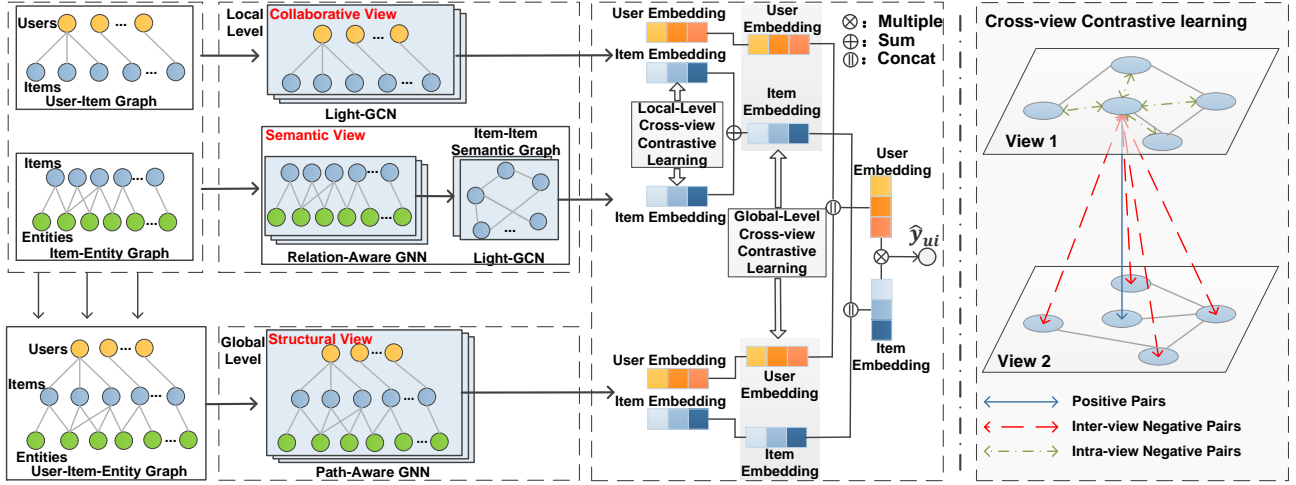 Users
Items
User-Item Graph
Items
Entities
Item-Entity Graph
Users
Items
Entities
User-Item-Entity Graph
Local
Level
Collaborative View
Light-GCN
Semantic View
Item-Item
Semantic Graph
...
Relation-Aware GNN
Light-GCN
Global
Level
Structural View
Path-Aware GNN
User Embedding
Item Embedding
Local-Level
Cross-view
Contrastive
Learning
Item Embedding
User
Embedding
Item
Embedding
Global-Level
Cross-view
Contrastive
Learning
User Embedding
Item Embedding
User
Embedding
Item
Embedding
⊗: Multiple
⊕: Sum
⦷: Concat
User
Embedding
ŷui
Item
Embedding
Cross-view Contrastive learning
View 1
View 2
Positive Pairs
Inter-view Negative Pairs
Intra-view Negative Pairs